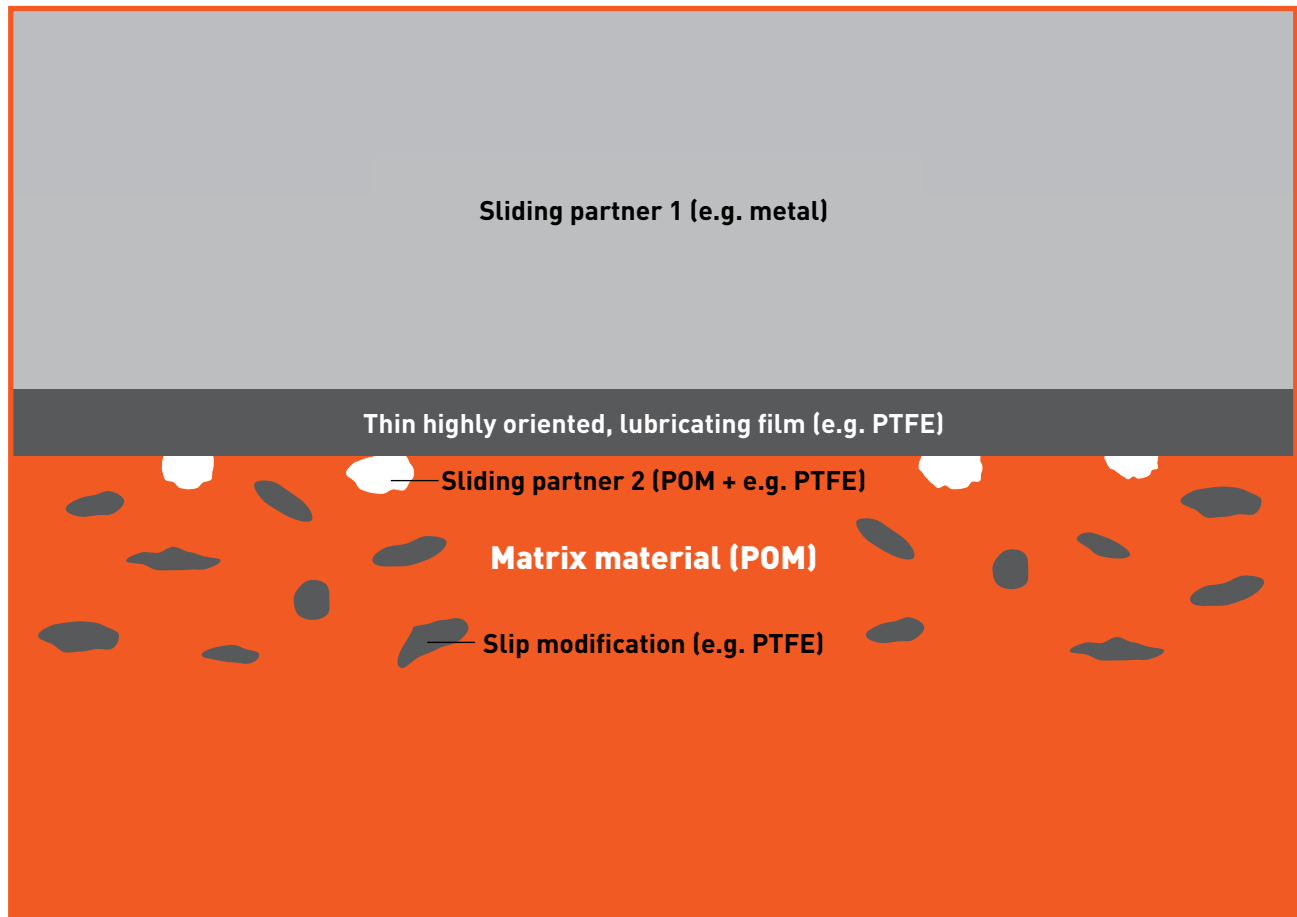 Sliding partner 1 (e.g. metal)
Thin highly oriented, lubricating film (e.g. PTFE)
Sliding partner 2 (POM + e.g. PTFE)
Matrix material (POM)
Slip modification (e.g. PTFE)